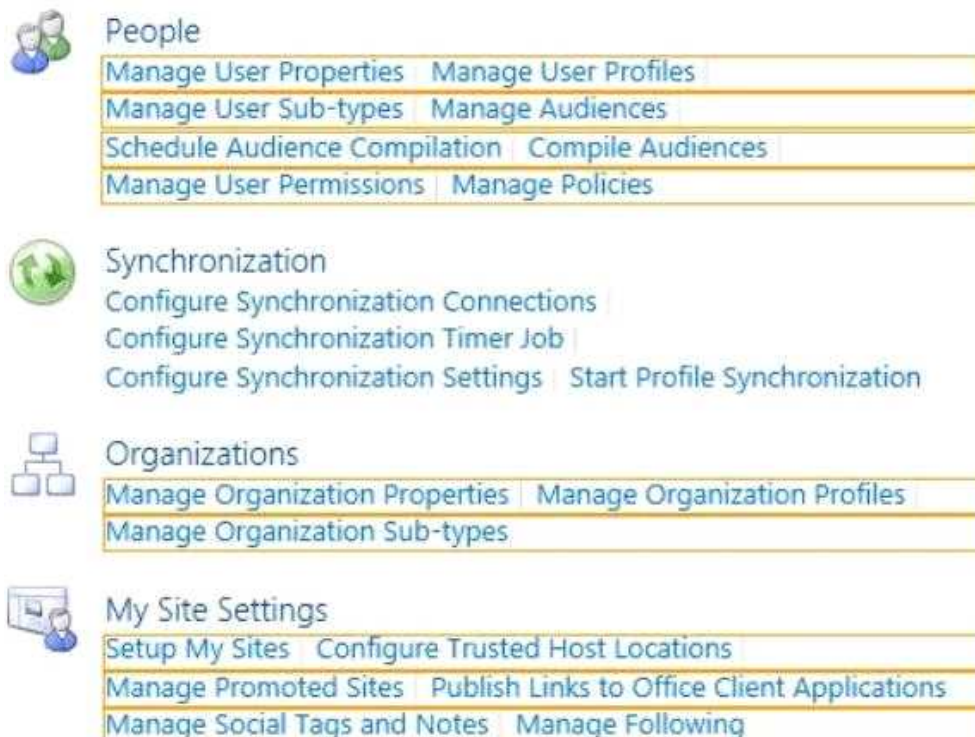 People
Manage User Properties | Manage User Profiles |
Manage User Sub-types | Manage Audiences |
Schedule Audience Compilation | Compile Audiences |
Manage User Permissions | Manage Policies
Synchronization
Configure Synchronization Connections |
Configure Synchronization Timer Job |
Configure Synchronization Settings | Start Profile Synchronization
Organizations
Manage Organization Properties | Manage Organization Profiles |
Manage Organization Sub-types
My Site Settings
Setup My Sites | Configure Trusted Host Locations |
Manage Promoted Sites | Publish Links to Office Client Applications
Manage Social Tags and Notes | Manage Following